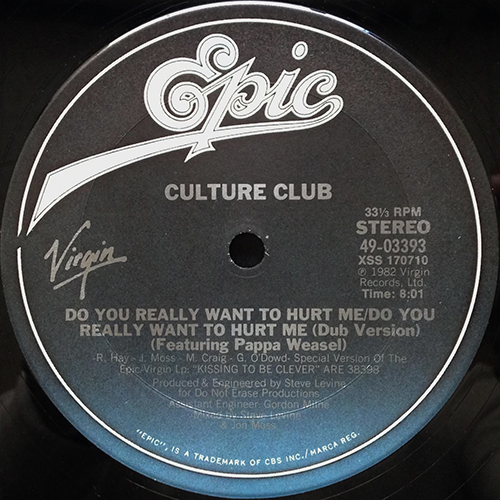 Epic
CULTURE CLUB
33⅓ RPM
STEREO
49-03393
XSS 170710
℗ 1982 Virgin
Records, Ltd.
Time: 8:01
Virgin
DO YOU REALLY WANT TO HURT ME/DO YOU
REALLY WANT TO HURT ME (Dub Version)
(Featuring Pappa Weasel)
-R. Hay - J. Moss - M. Craig - G. O'Dowd- Special Version Of The
Epic/Virgin Lp: "KISSING TO BE CLEVER" ARE 38398
Produced & Engineered by Steve Levine
for Do Not Erase Productions
Assistant Engineer: Gordon Milne
Mixed by Steve Levine
& Jon Moss
"EPIC", IS A TRADEMARK OF CBS INC./MARCA REG.